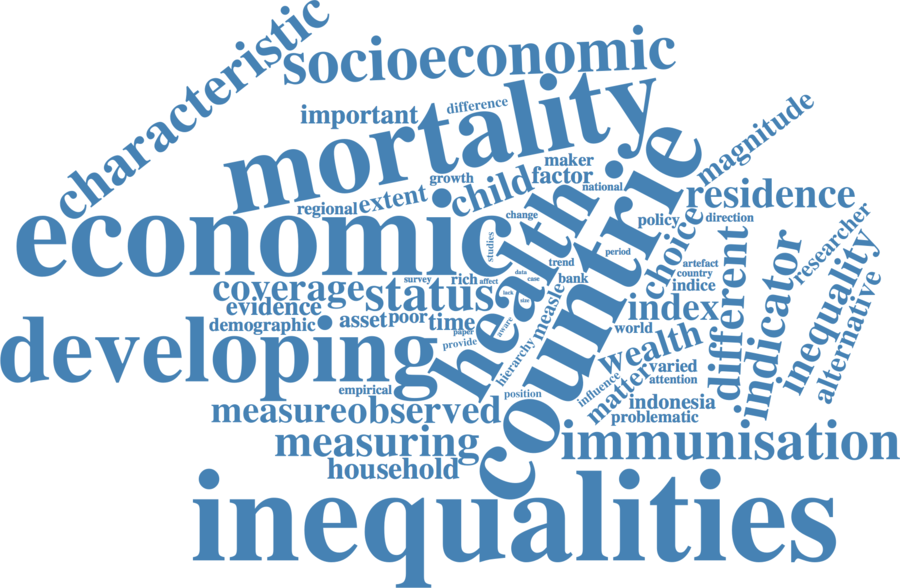 characteristic
socioeconomic
important
difference
mortality
magnitude
maker
factor
growth
child
national
regional
extent
residence
economic
change
studies
health
countrie
policy
direction
choice
researcher
trend
period
artefact
country
indice
coverage
survey
rich
affect
data
case
bank
status
lack
size
evidence
demographic
asset
poor
time
aware
measle
index
different
indicator
inequality
alternative
world
developing
paper
provide
hierarchy
wealth
varied
attention
empirical
position
influence
matter
indonesia
problematic
measure
observed
measuring
household
immunisation
inequalities